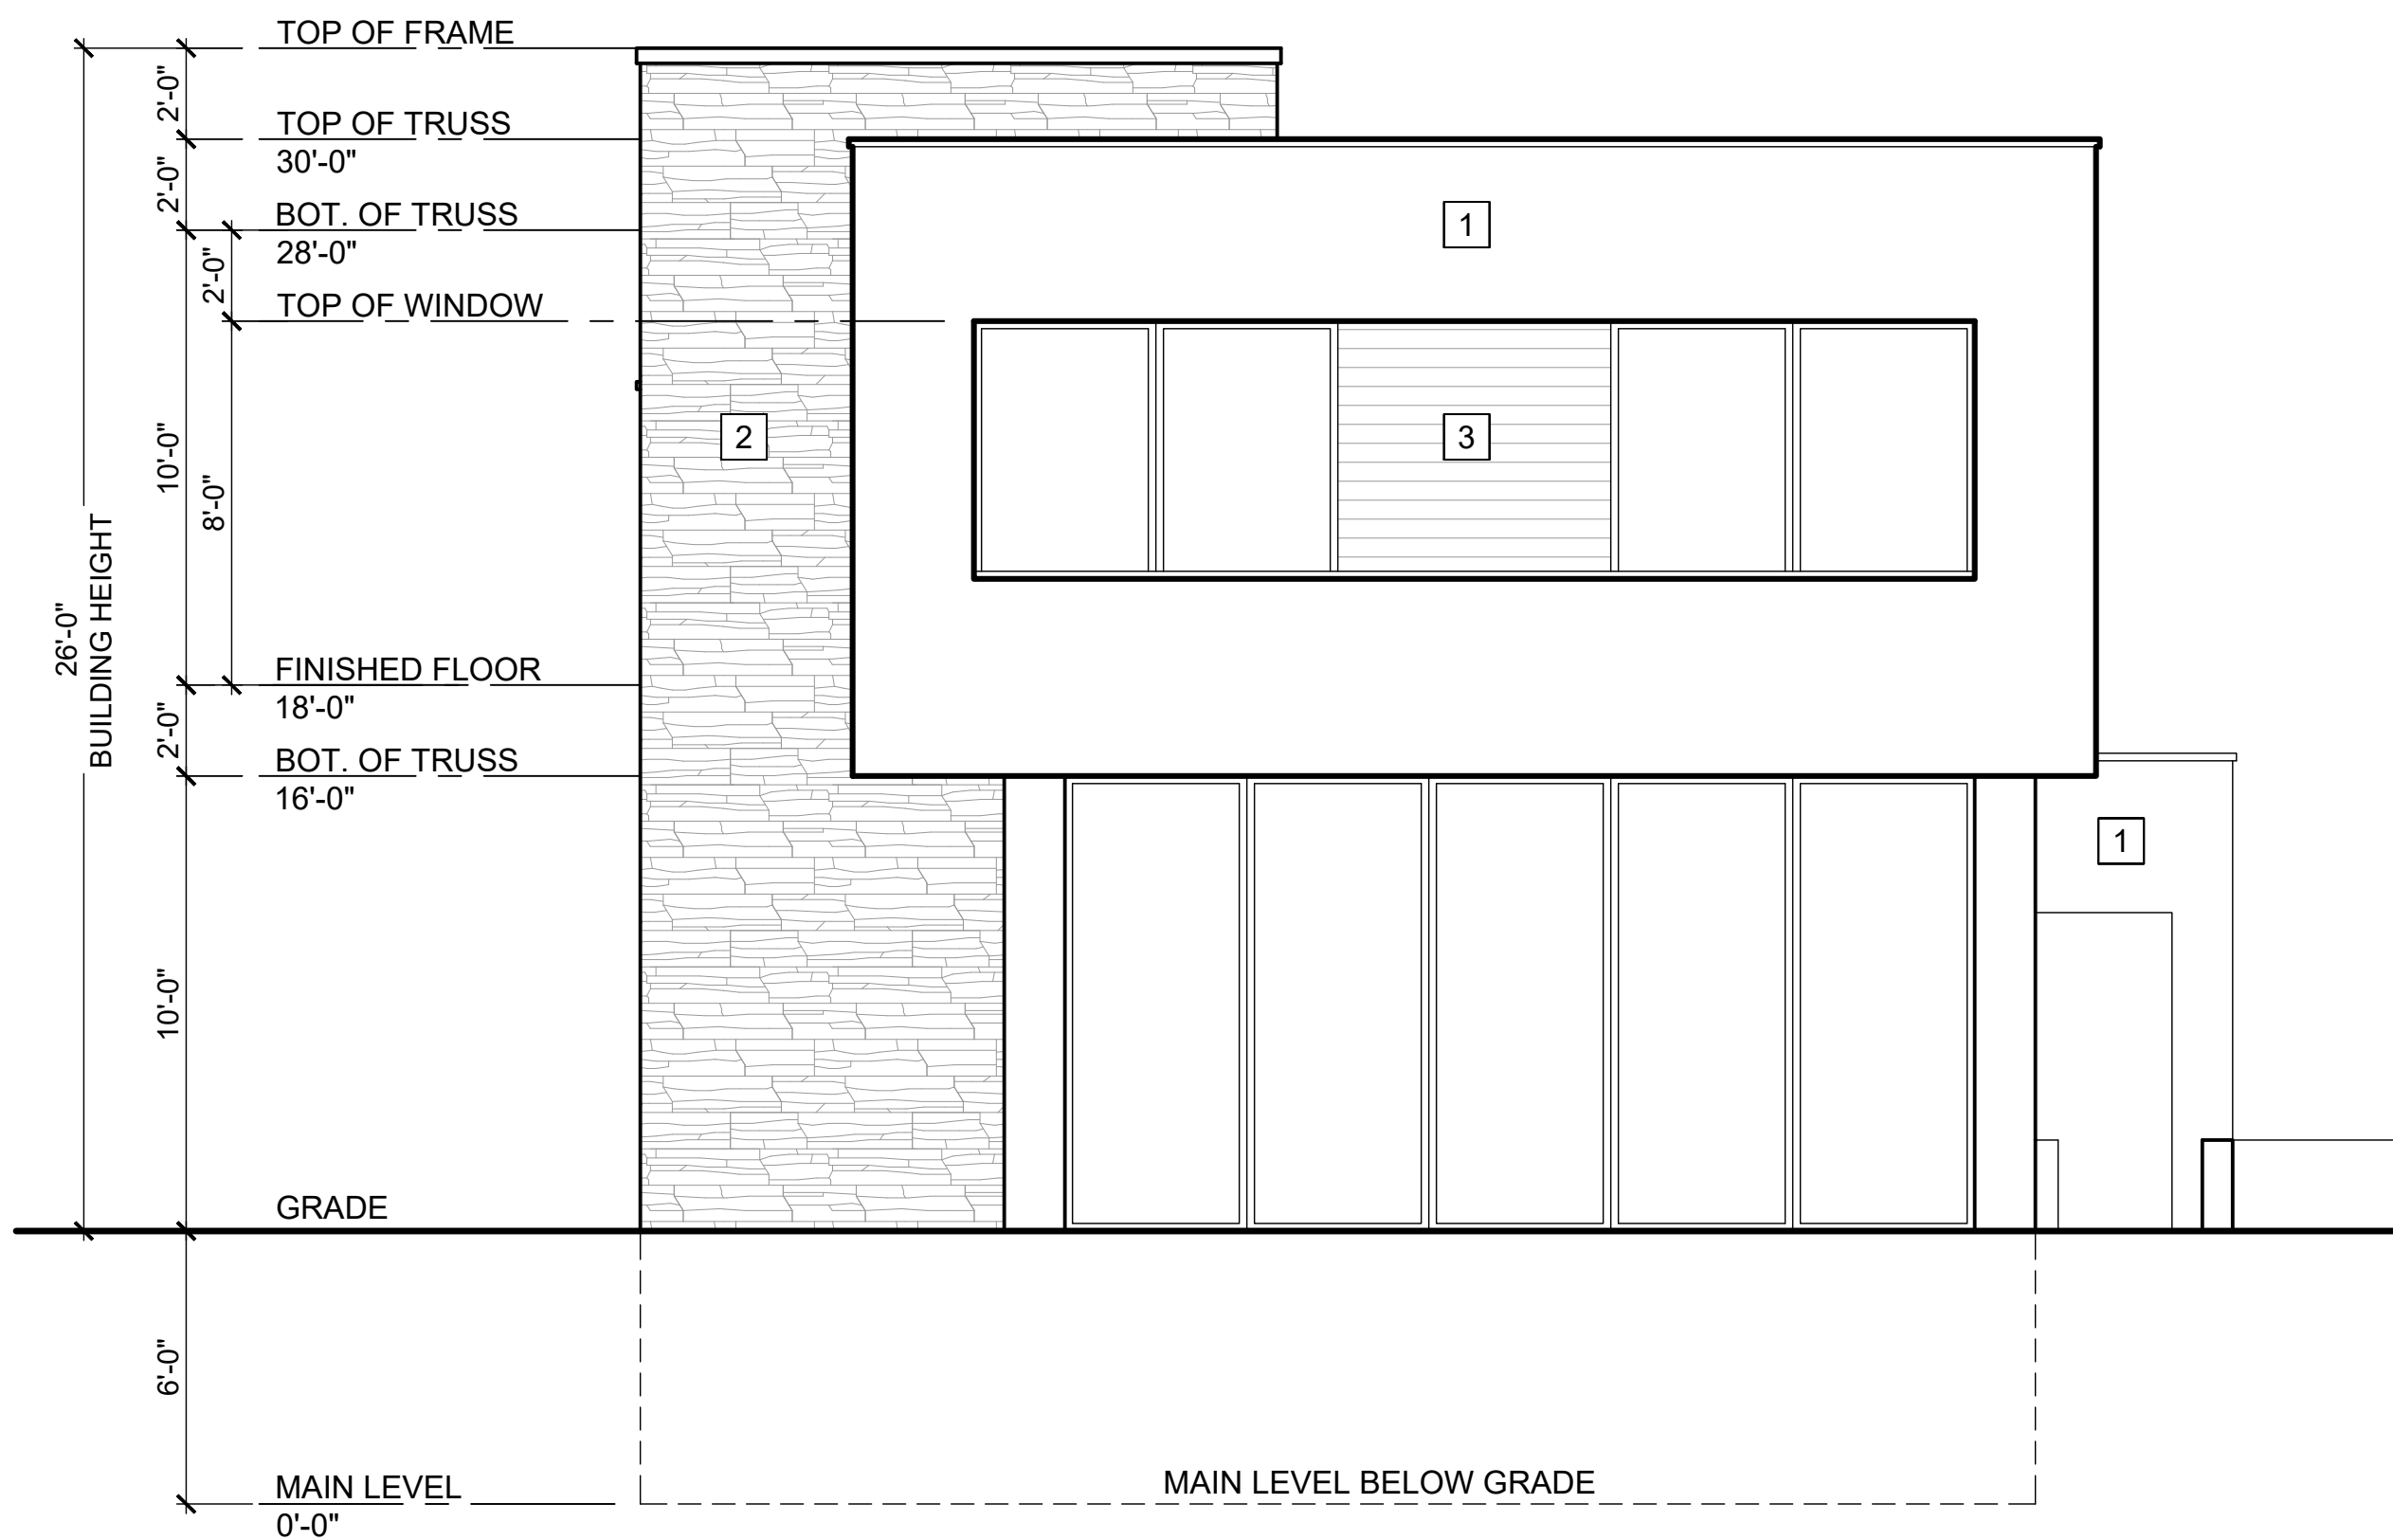 TOP OF FRAME
2'-0"
TOP OF TRUSS
30'-0"
2'-0"
BOT. OF TRUSS
28'-0"
1
2'-0"
TOP OF WINDOW
10'-0"
8'-0"
2
3
26'-0"
BUILDING HEIGHT
FINISHED FLOOR
18'-0"
2'-0"
BOT. OF TRUSS
16'-0"
1
10'-0"
GRADE
6'-0"
MAIN LEVEL
0'-0"
MAIN LEVEL BELOW GRADE